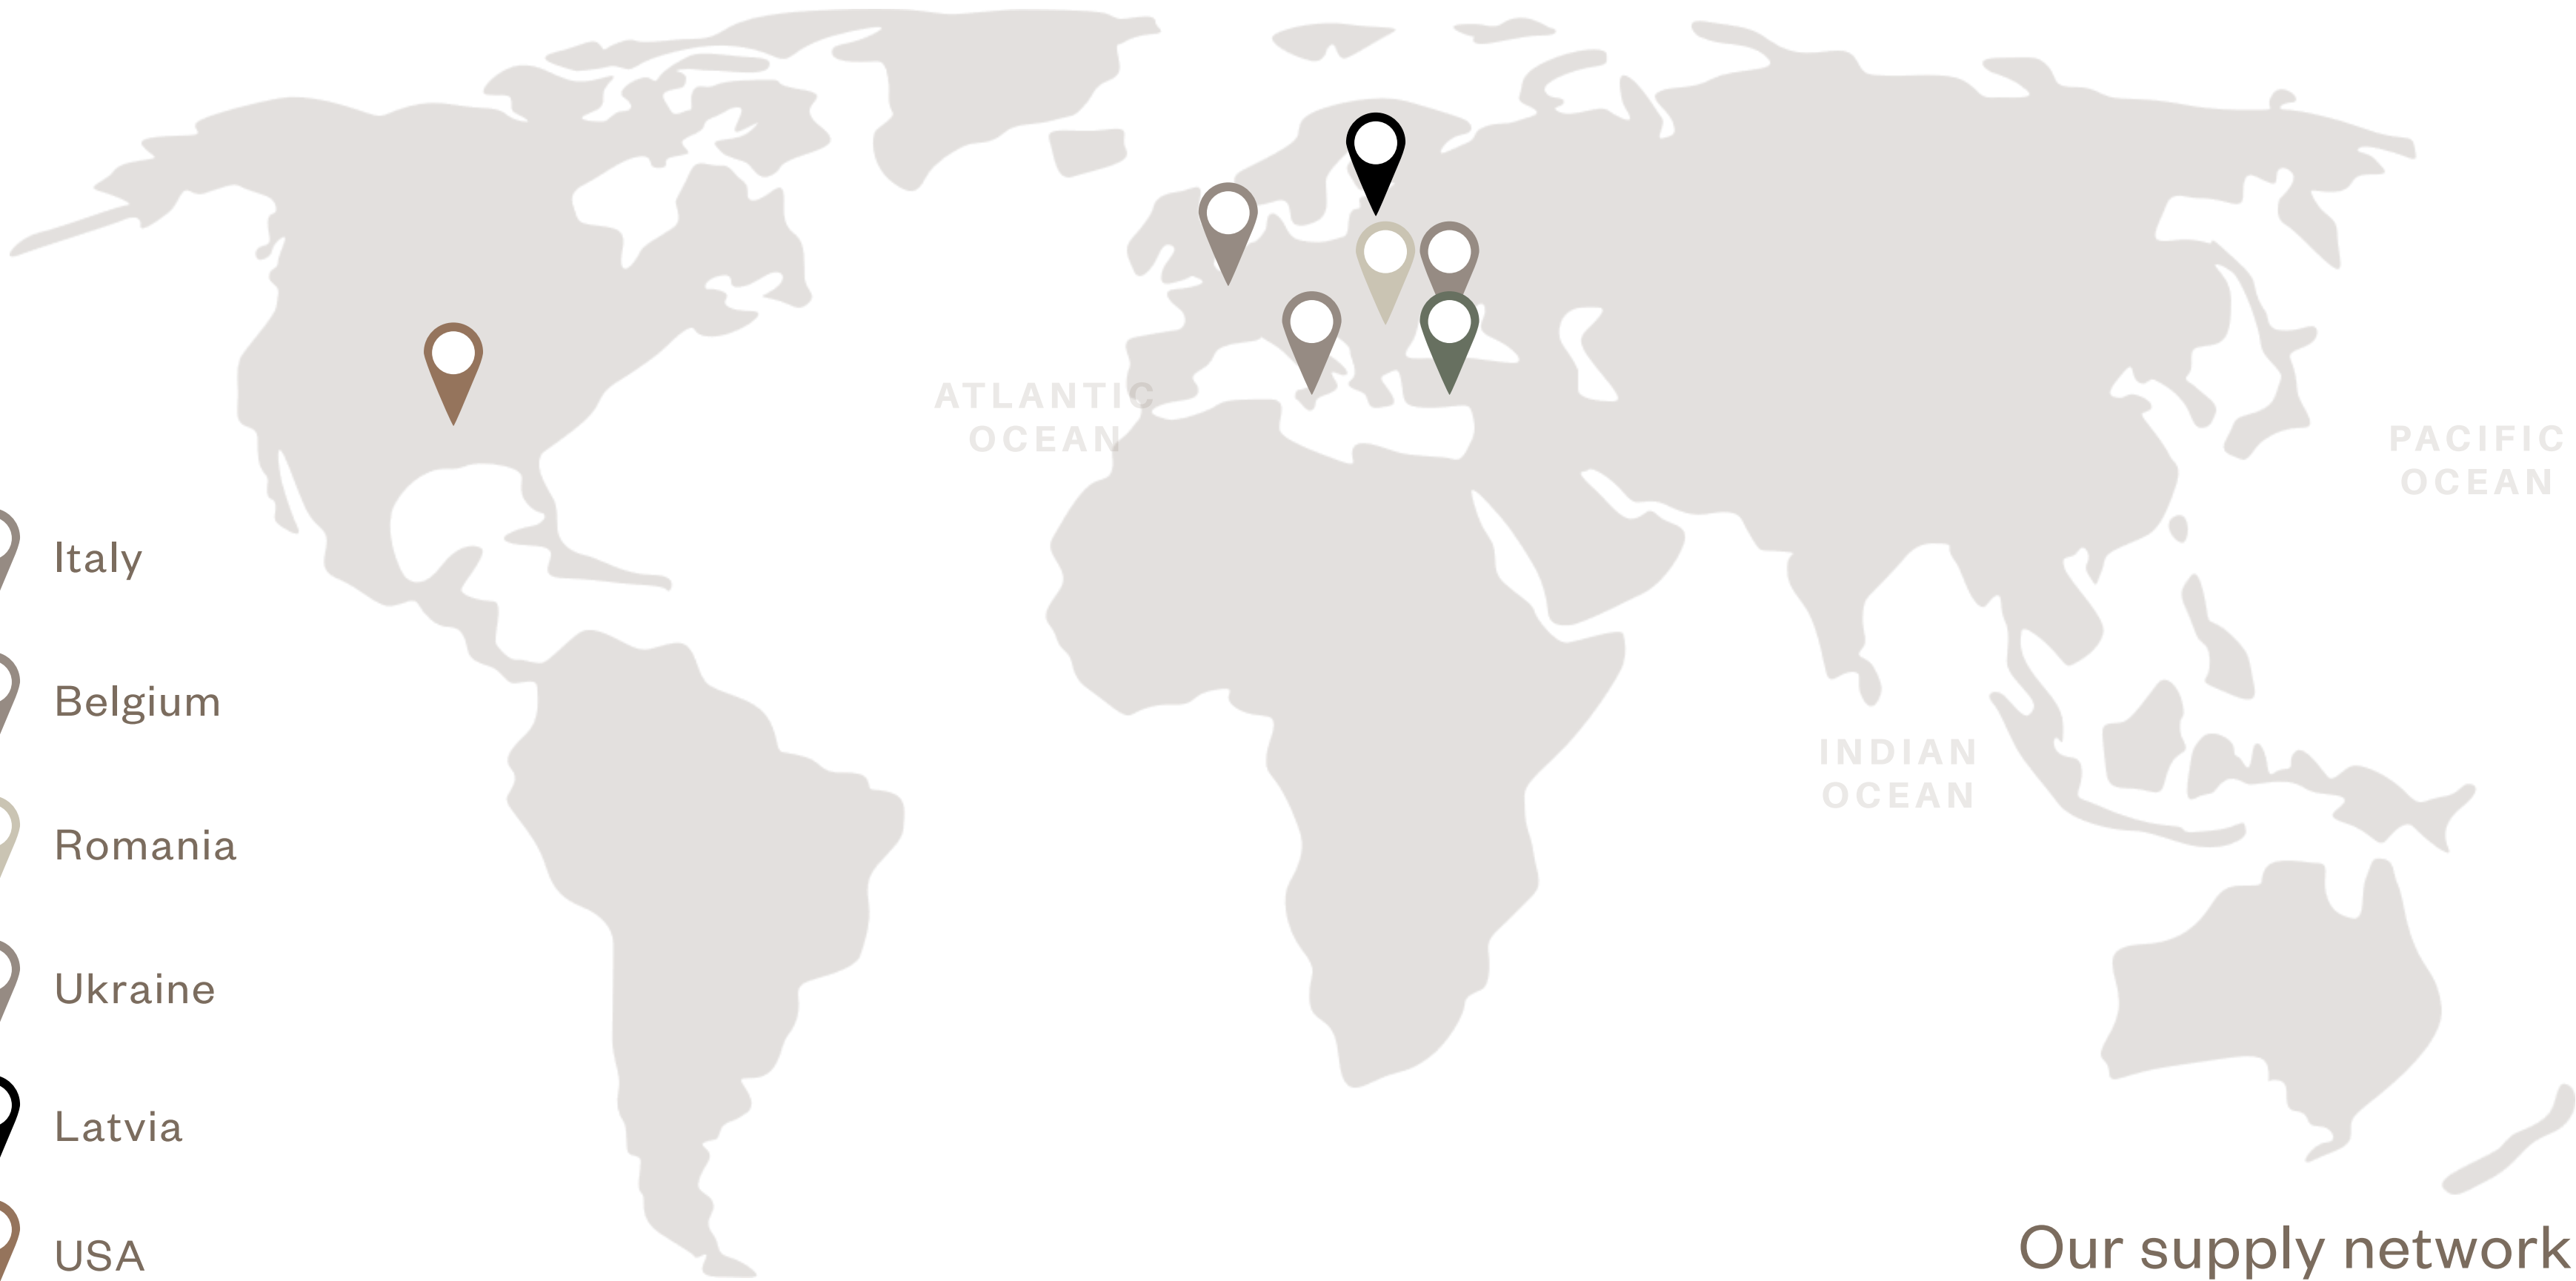 ATLANTIC
OCEAN
PACIFIC
OCEAN
Italy
Belgium
INDIAN
OCEAN
Romania
Ukraine
Latvia
USA
Our supply network